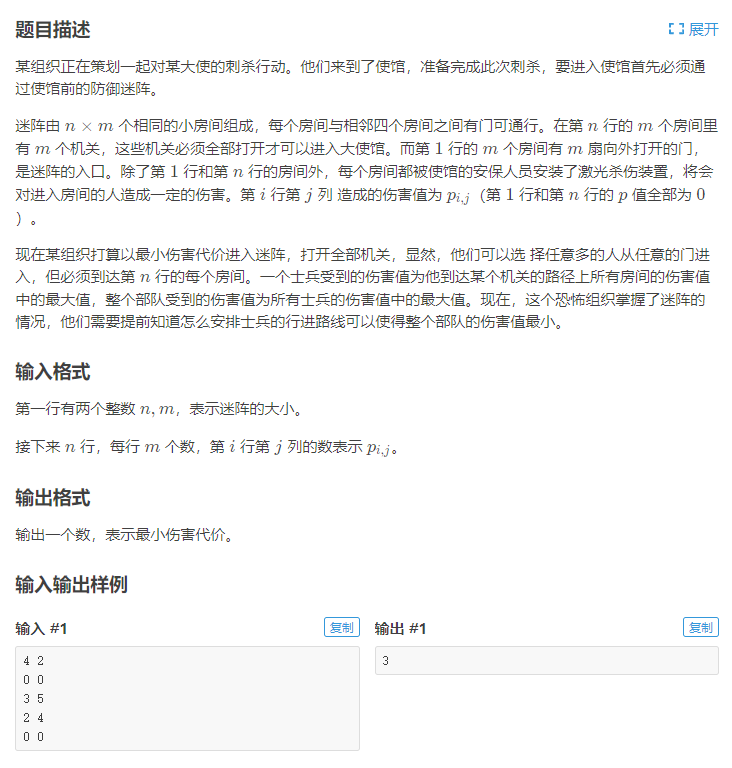 题目描述
展开
某组织正在策划一起对某大使的刺杀行动。他们来到了使馆，准备完成此次刺杀，要进入使馆首先必须通
过使馆前的防御迷阵。
迷阵由 n × m 个相同的小房间组成，每个房间与相邻四个房间之间有门可通行。在第 n 行的 m 个房间里
有 m 个机关，这些机关必须全部打开才可以进入大使馆。而第 1 行的 m 个房间有 m 扇向外打开的门，
是迷阵的入口。除了第 1 行和第 n 行的房间外，每个房间都被使馆的安保人员安装了激光杀伤装置，将会
对进入房间的人造成一定的伤害。第 i 行第 j 列 造成的伤害值为 p_{i,j}（第 1 行和第 n 行的 p 值全部为 0
）。
现在某组织打算以最小伤害代价进入迷阵，打开全部机关，显然，他们可以选 择任意多的人从任意的门进
入，但必须到达第 n 行的每个房间。一个士兵受到的伤害值为他到达某个机关的路径上所有房间的伤害值
中的最大值，整个部队受到的伤害值为所有士兵的伤害值中的最大值。现在，这个恐怖组织掌握了迷阵的
情况，他们需要提前知道怎么安排士兵的行进路线可以使得整个部队的伤害值最小。
输入格式
第一行有两个整数 n, m，表示迷阵的大小。
接下来 n 行，每行 m 个数，第 i 行第 j 列的数表示 p_{i,j}。
输出格式
输出一个数，表示最小伤害代价。
输入输出样例
输入 #1
复制
4 2
0 0
3 5
2 4
0 0
输出 #1
复制
3